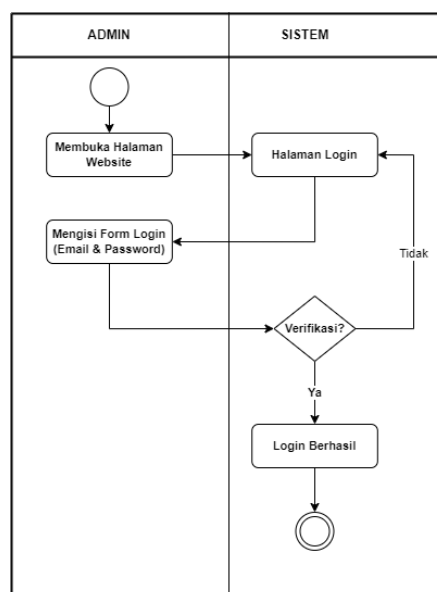 ADMIN
SISTEM
Membuka Halaman
Website
Halaman Login
Mengisi Form Login
(Email & Password)
Tidak
Verifikasi?
Ya
Login Berhasil